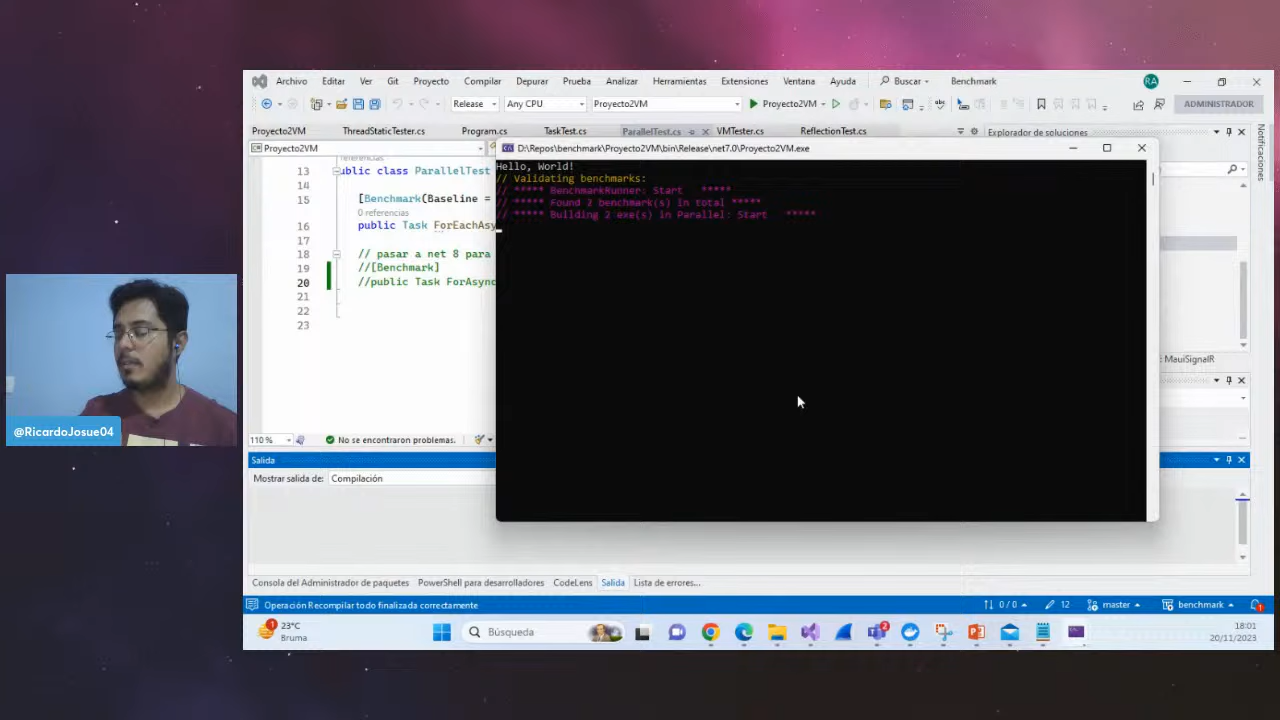 Archivo Editar Ver Git Proyecto Compilar Depurar Prueba Analizar Herramientas Extensiones Ventana Ayuda Buscar Benchmark RA
Release Any CPU Proyecto2VM Proyecto2VM ADMINISTRADOR
Proyecto2VM ThreadStaticTester.cs Program.cs TaskTest.cs ParallelTest.cs VMTester.cs ReflectionTest.cs Explorador de soluciones
Notificaciones
Proyecto2VM
D:\Repos\benchmark\Proyecto2VM\bin\Release\net7.0\Proyecto2VM.exe
Hello, World!
// Validating benchmarks:
// ***** BenchmarkRunner: Start *****
// ***** Found 2 benchmark(s) in total *****
// ***** Building 2 exe(s) in Parallel: Start *****
referencias
13 ublic class ParallelTest
14
15 [Benchmark(Baseline =
0 referencias
16 public Task ForEachAsy
17
18 // pasar a net 8 para
19 //[Benchmark]
20 //public Task ForAsync
21
22
23
MauiSignalR
@RicardoJosue04
110 % No se encontraron problemas.
Salida
Mostrar salida de: Compilación
Consola del Administrador de paquetes PowerShell para desarrolladores CodeLens Salida Lista de errores...
Operación Recompilar todo finalizada correctamente 0 / 0 12 master benchmark 1
1 23°C
Bruma
Búsqueda
2
18:01
20/11/2023